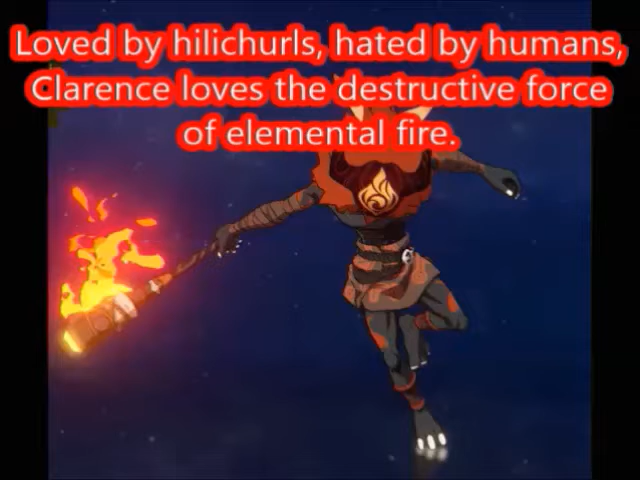 Loved by hilichurls, hated by humans,
Clarence loves the destructive force
of elemental fire.